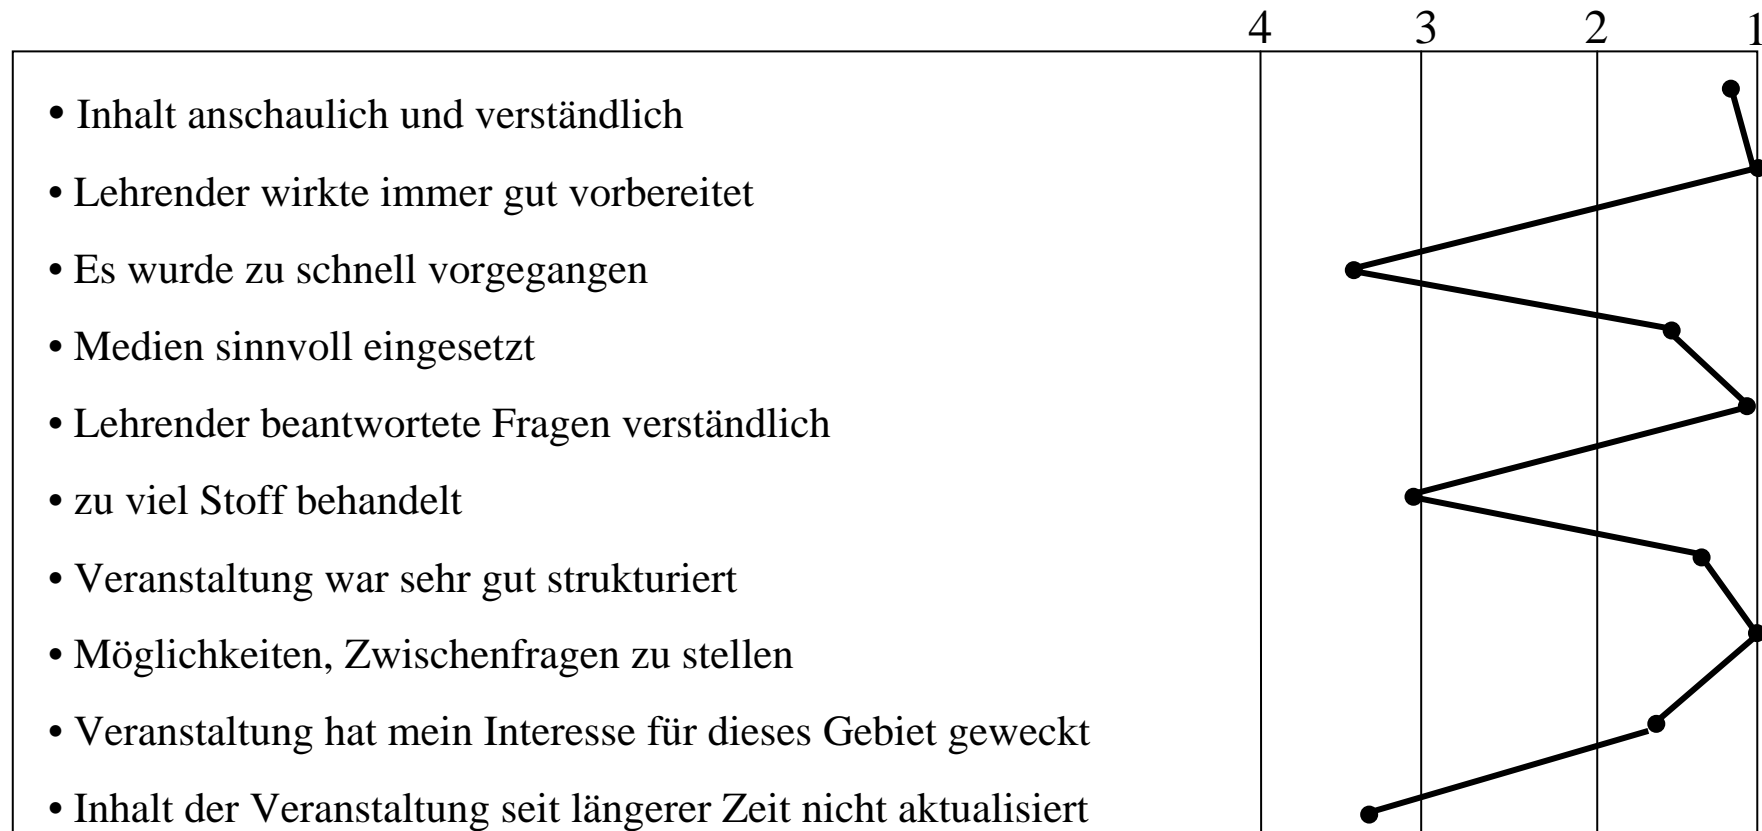 4 3 2 1
• Inhalt anschaulich und verständlich
• Lehrender wirkte immer gut vorbereitet
• Es wurde zu schnell vorgegangen
• Medien sinnvoll eingesetzt
• Lehrender beantwortete Fragen verständlich
• zu viel Stoff behandelt
• Veranstaltung war sehr gut strukturiert
• Möglichkeiten, Zwischenfragen zu stellen
• Veranstaltung hat mein Interesse für dieses Gebiet geweckt
• Inhalt der Veranstaltung seit längerer Zeit nicht aktualisiert